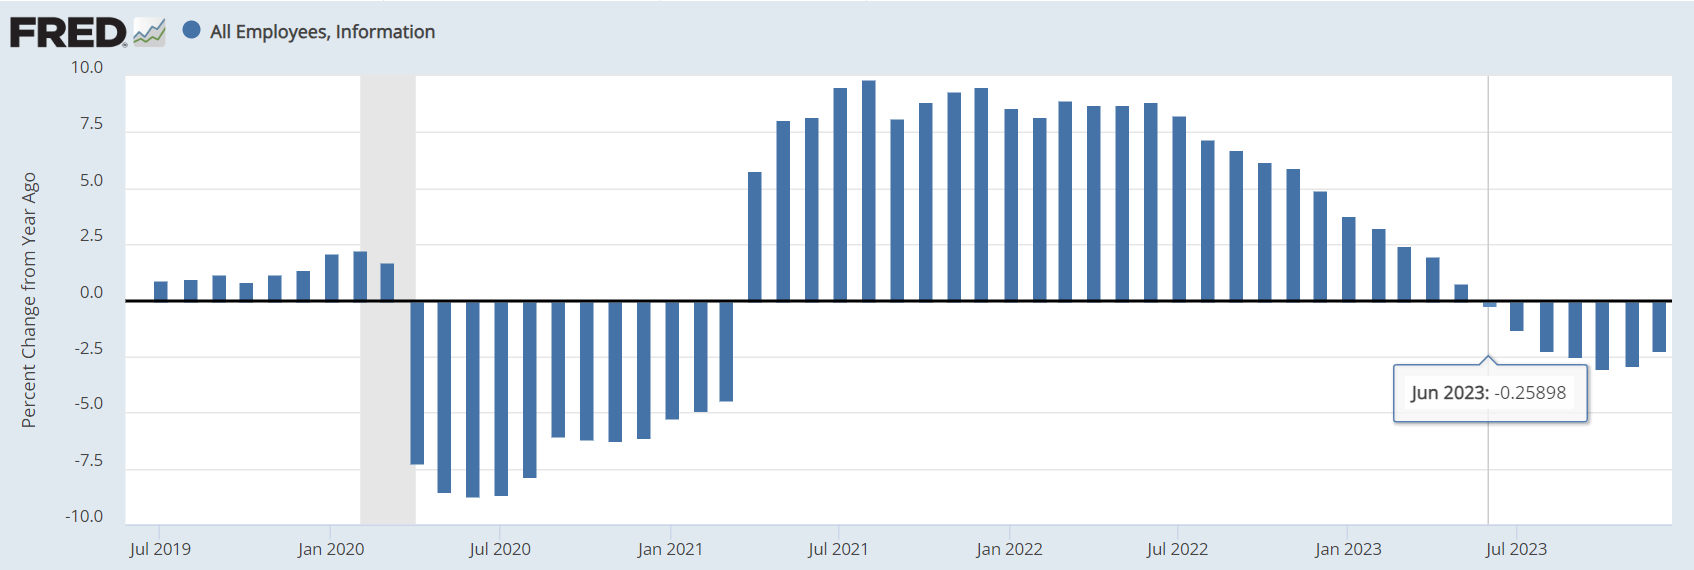 FRED
All Employees, Information
Percent Change from Year Ago
10.0
7.5
5.0
2.5
0.0
-2.5
-5.0
-7.5
-10.0
Jun 2023: -0.25898
Jul 2019
Jan 2020
Jul 2020
Jan 2021
Jul 2021
Jan 2022
Jul 2022
Jan 2023
Jul 2023